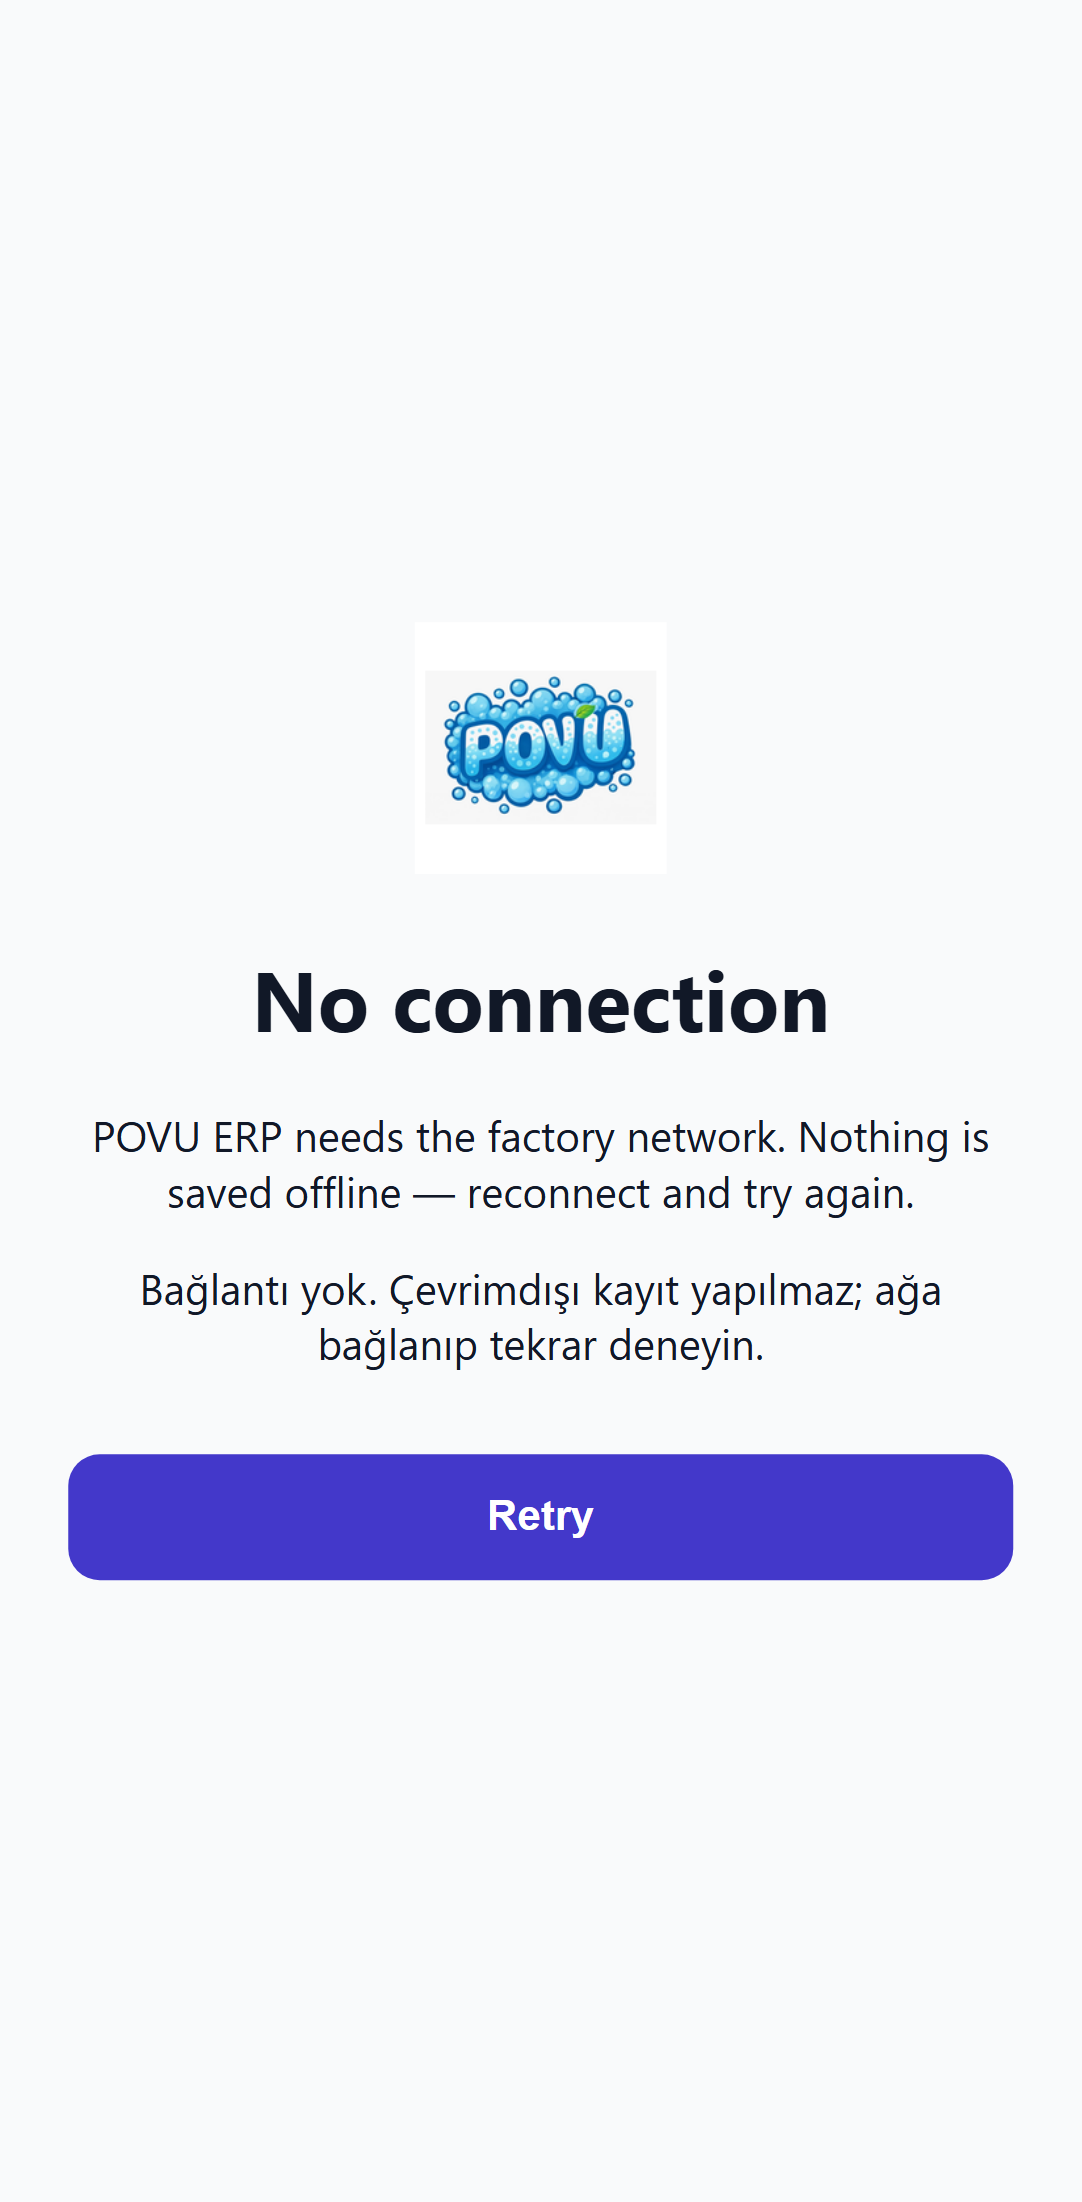 POVU
No connection
POVU ERP needs the factory network. Nothing is
saved offline — reconnect and try again.
Bağlantı yok. Çevrimdışı kayıt yapılmaz; ağa
bağlanıp tekrar deneyin.
Retry